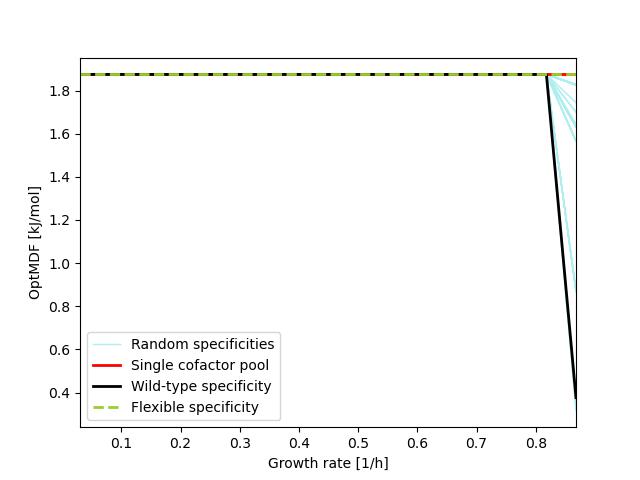 1.8
1.6
1.4
1.2
1.0
0.8
0.6
0.4
OptMDF [kJ/mol]
Random specificities
Single cofactor pool
Wild-type specificity
Flexible specificity
0.1 0.2 0.3 0.4 0.5 0.6 0.7 0.8
Growth rate [1/h]